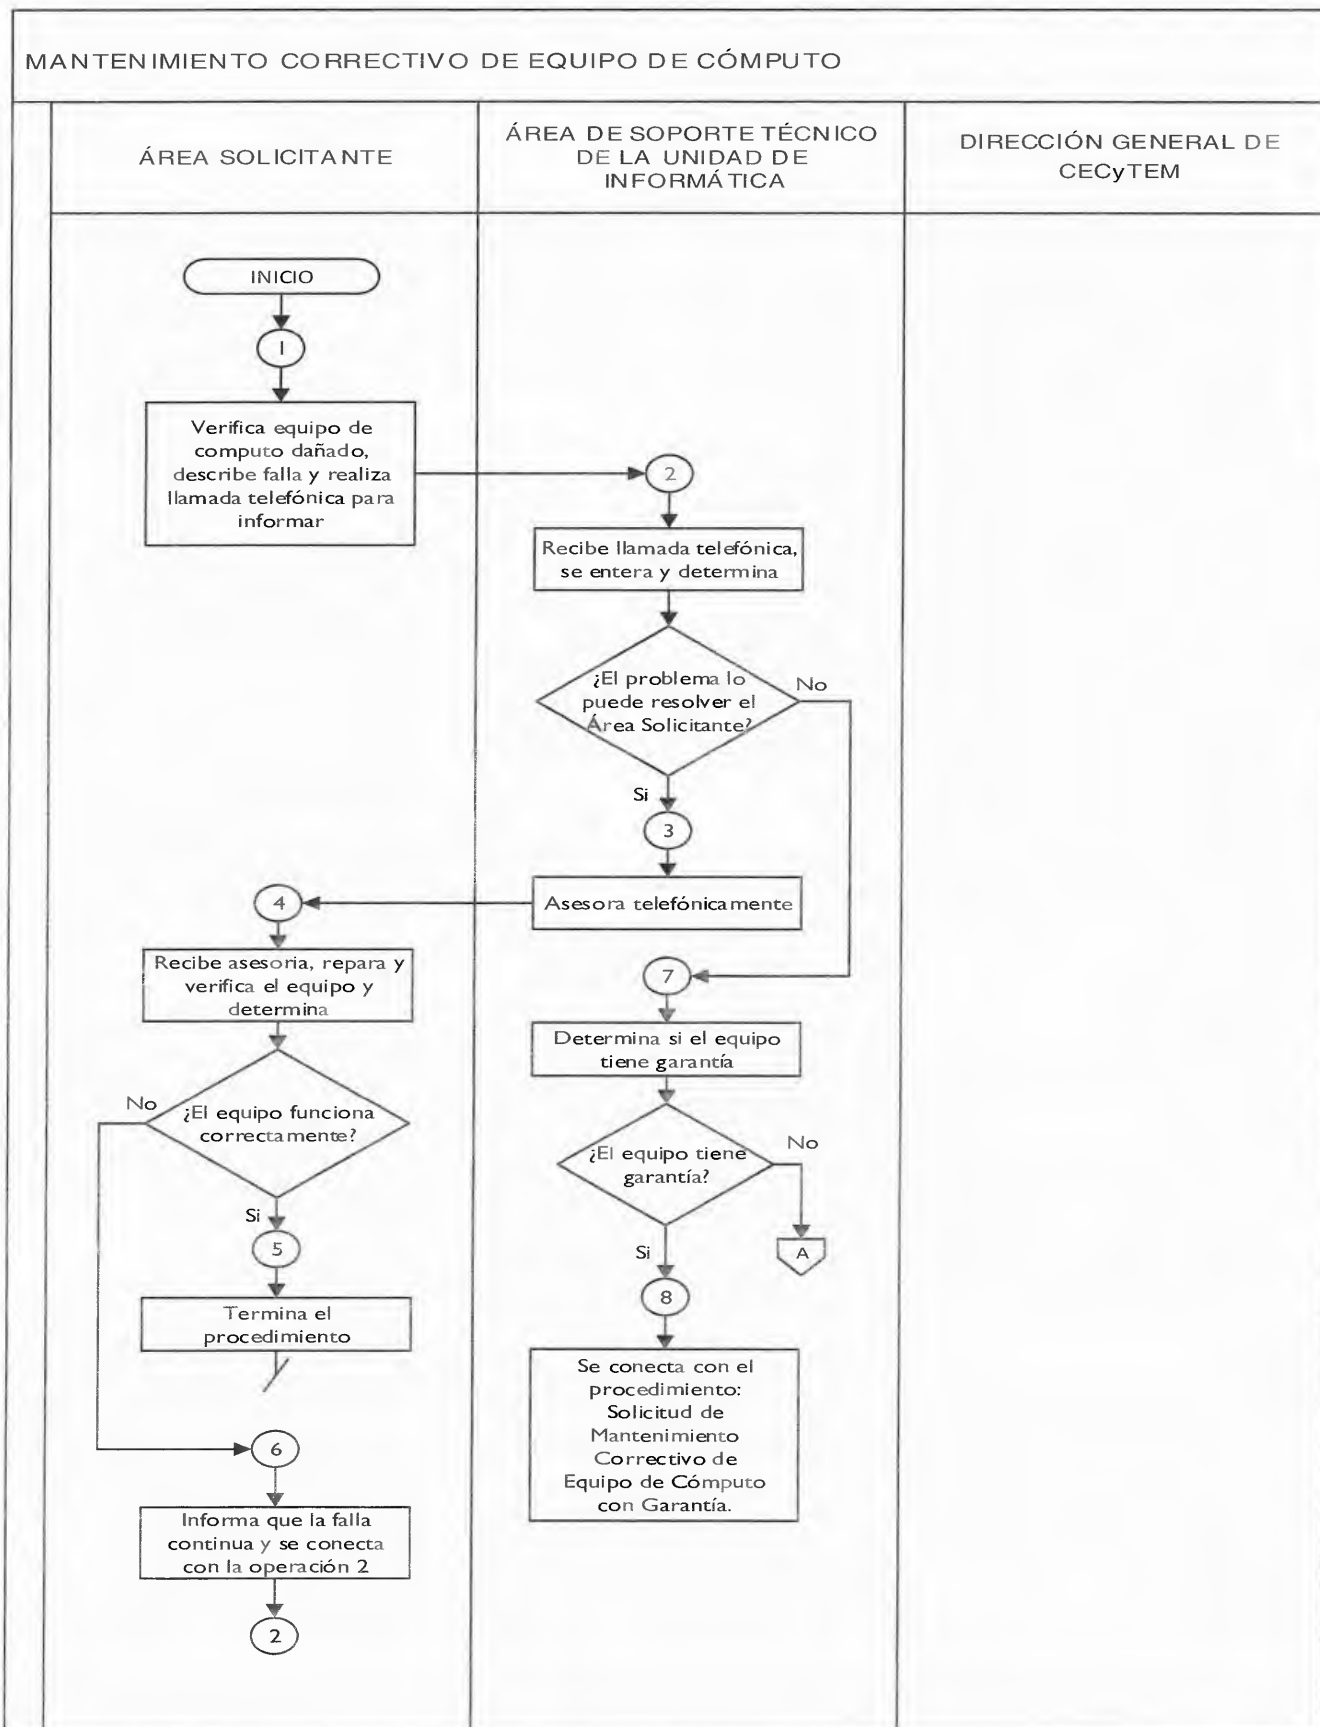 MANTENIMIENTO CORRECTIVO DE EQUIPO DE CÓMPUTO
ÁREA SOLICITANTE
ÁREA DE SOPORTE TÉCNICO
DE LA UNIDAD DE
INFORMÁTICA
DIRECCIÓN GENERAL DE
CECyTEM
INICIO
1
Verifica equipo de
computo dañado,
describe falla y realiza
llamada telefónica para
informar
2
Recibe llamada telefónica,
se entera y determina
¿El problema lo
puede resolver el
Área Solicitante?
No
Si
3
Asesora telefónicamente
4
Recibe asesoria, repara y
verifica el equipo y
determina
¿El equipo funciona
correctamente?
No
Si
5
Termina el
procedimiento
6
Informa que la falla
continua y se conecta
con la operación 2
2
7
Determina si el equipo
tiene garantía
¿El equipo tiene
garantía?
No
A
Si
8
Se conecta con el
procedimiento:
Solicitud de
Mantenimiento
Correctivo de
Equipo de Cómputo
con Garantía.